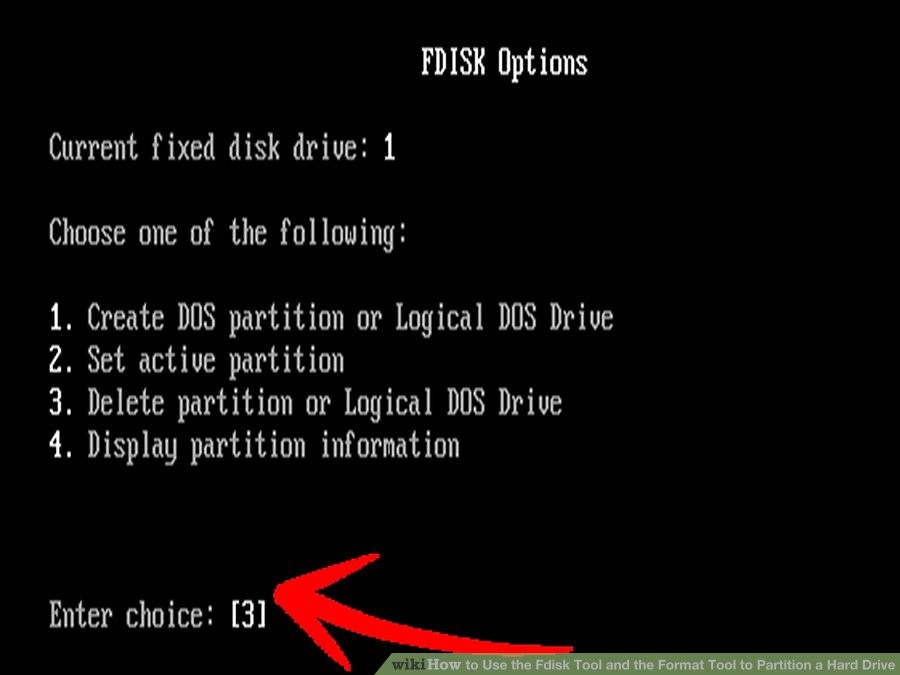 FDISK Options
Current fixed disk drive: 1
Choose one of the following:
1. Create DOS partition or Logical DOS Drive
2. Set active partition
3. Delete partition or Logical DOS Drive
4. Display partition information
Enter choice: [3]
wikiHow to Use the Fdisk Tool and the Format Tool to Partition a Hard Drive